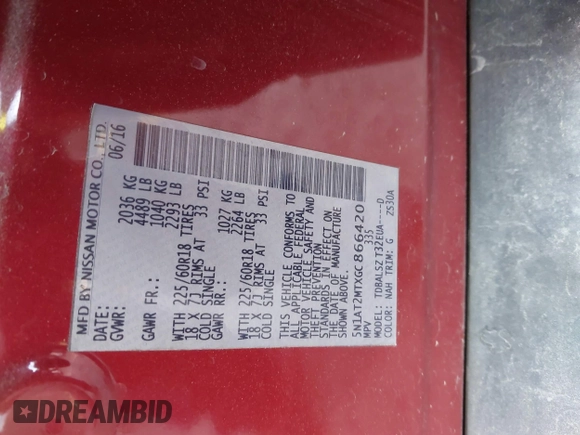 MFD BY NISSAN MOTOR CO., LTD.
DATE: 06/16
GVWR: 2036 KG
4489 LB
GAWR FR.: 1040 KG
2293 LB
WITH 225/60R18 TIRES
18 X 7J RIMS AT 33 PSI
COLD SINGLE
GAWR RR.: 1027 KG
2264 LB
WITH 225/60R18 TIRES
18 X 7J RIMS AT 33 PSI
COLD SINGLE
THIS VEHICLE CONFORMS TO
ALL APPLICABLE FEDERAL
MOTOR VEHICLE SAFETY AND
THEFT PREVENTION
STANDARDS IN EFFECT ON
THE DATE OF MANUFACTURE
SHOWN ABOVE.
5N1AT2MTXGC866420
MPV 335
MODEL: TDBALSZ T32EUA----D
COLOR: NAH TRIM: G ZS30A
DREAMBID